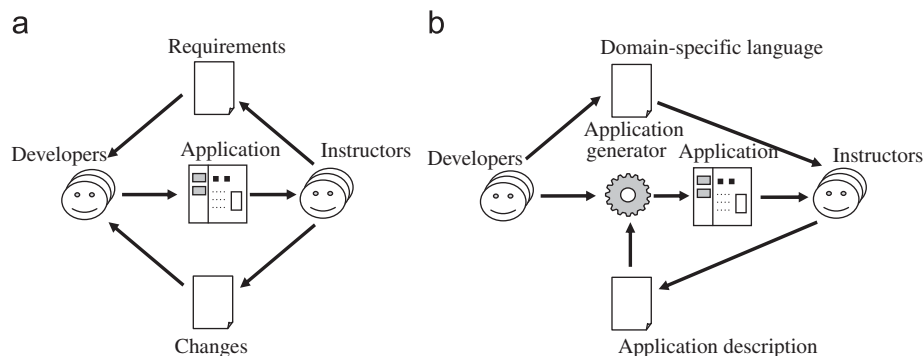 a
Requirements
Developers
Application
Instructors
Changes
b
Domain-specific language
Developers
Application
generator
Application
Instructors
Application description